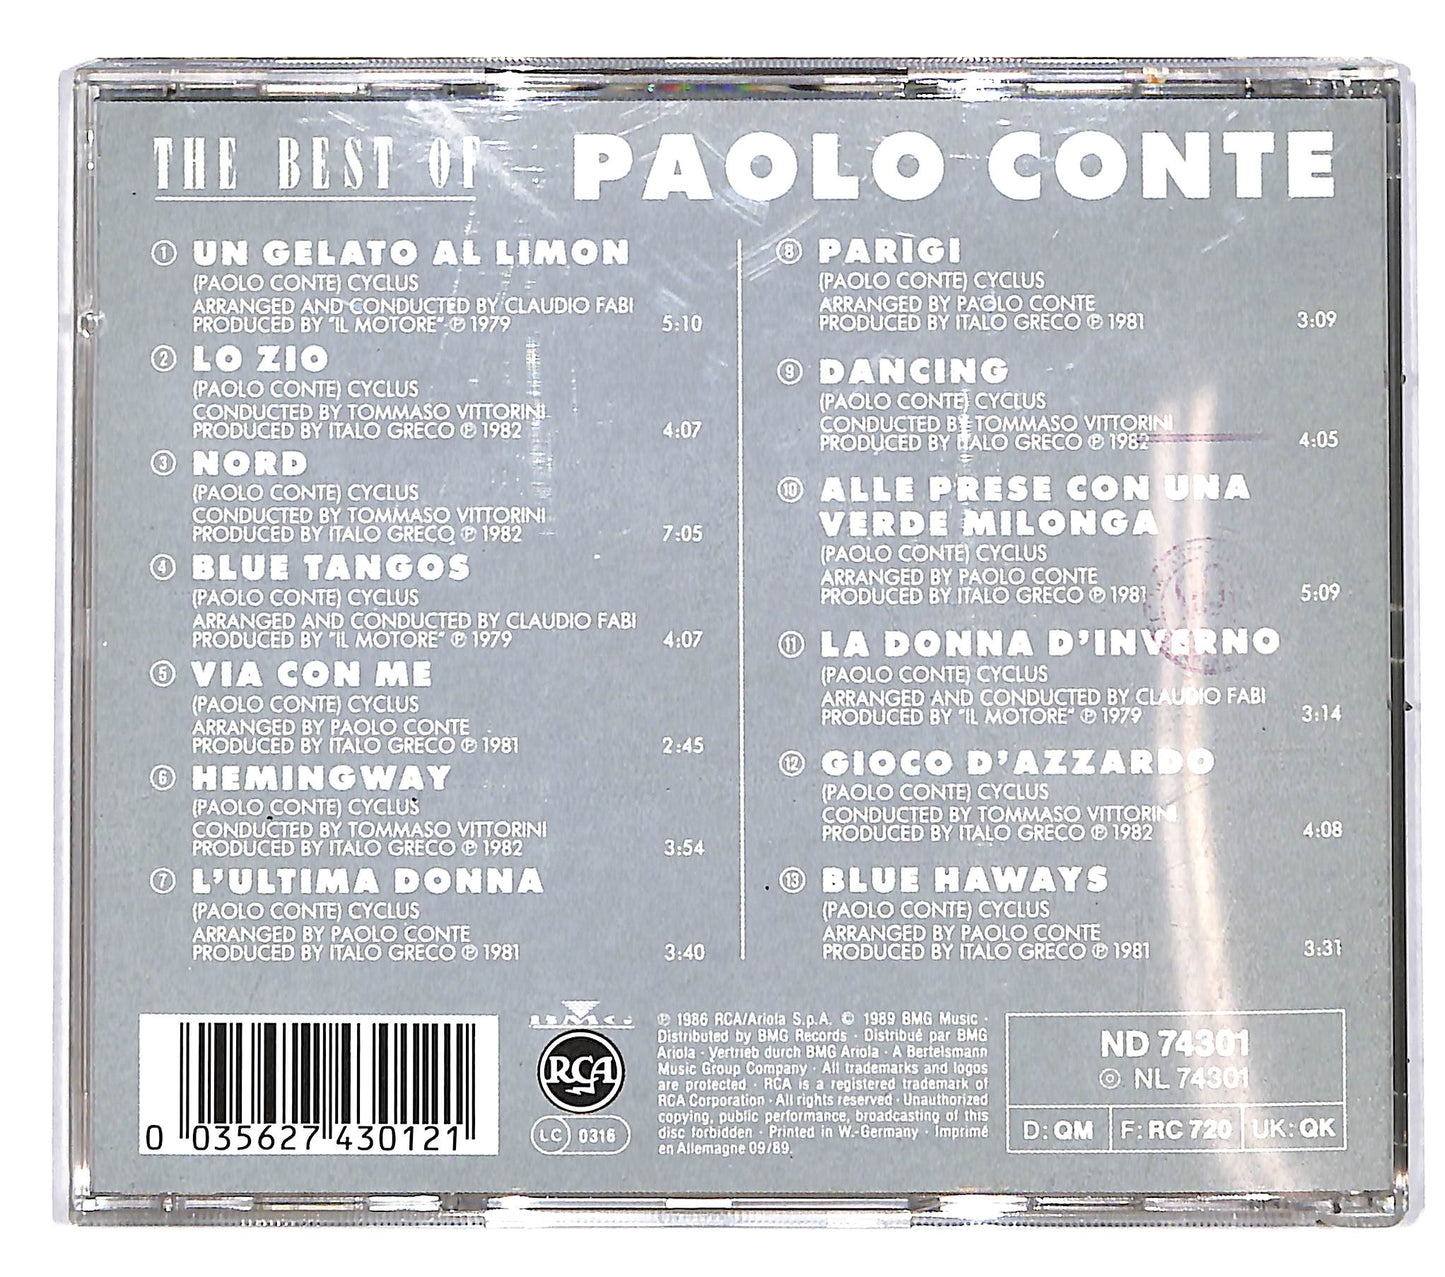 THE BEST OF PAOLO CONTE
① UN GELATO AL LIMON
(PAOLO CONTE) CYCLUS
ARRANGED AND CONDUCTED BY CLAUDIO FABI
PRODUCED BY "IL MOTORE" ℗ 1979 5:10
② LO ZIO
(PAOLO CONTE) CYCLUS
CONDUCTED BY TOMMASO VITTORINI
PRODUCED BY ITALO GRECO ℗ 1982 4:07
③ NORD
(PAOLO CONTE) CYCLUS
CONDUCTED BY TOMMASO VITTORINI
PRODUCED BY ITALO GRECO ℗ 1982 7:05
④ BLUE TANGOS
(PAOLO CONTE) CYCLUS
ARRANGED AND CONDUCTED BY CLAUDIO FABI
PRODUCED BY "IL MOTORE" ℗ 1979 4:07
⑤ VIA CON ME
(PAOLO CONTE) CYCLUS
ARRANGED BY PAOLO CONTE
PRODUCED BY ITALO GRECO ℗ 1981 2:45
⑥ HEMINGWAY
(PAOLO CONTE) CYCLUS
CONDUCTED BY TOMMASO VITTORINI
PRODUCED BY ITALO GRECO ℗ 1982 3:54
⑦ L'ULTIMA DONNA
(PAOLO CONTE) CYCLUS
ARRANGED BY PAOLO CONTE
PRODUCED BY ITALO GRECO ℗ 1981 3:40
⑧ PARIGI
(PAOLO CONTE) CYCLUS
ARRANGED BY PAOLO CONTE
PRODUCED BY ITALO GRECO ℗ 1981 3:09
⑨ DANCING
(PAOLO CONTE) CYCLUS
CONDUCTED BY TOMMASO VITTORINI
PRODUCED BY ITALO GRECO ℗ 1982 4:05
⑩ ALLE PRESE CON UNA
VERDE MILONGA
(PAOLO CONTE) CYCLUS
ARRANGED BY PAOLO CONTE
PRODUCED BY ITALO GRECO ℗ 1981 5:09
⑪ LA DONNA D'INVERNO
(PAOLO CONTE) CYCLUS
ARRANGED AND CONDUCTED BY CLAUDIO FABI
PRODUCED BY "IL MOTORE" ℗ 1979 3:14
⑫ GIOCO D'AZZARDO
(PAOLO CONTE) CYCLUS
CONDUCTED BY TOMMASO VITTORINI
PRODUCED BY ITALO GRECO ℗ 1982 4:08
⑬ BLUE HAWAYS
(PAOLO CONTE) CYCLUS
ARRANGED BY PAOLO CONTE
PRODUCED BY ITALO GRECO ℗ 1981 3:31
0 035627 430121
BMG
RCA
LC 0316
℗ 1986 RCA/Ariola S.p.A. © 1989 BMG Music ·
Distributed by BMG Records · Distribué par BMG
Ariola · Vertrieb durch BMG Ariola · A Bertelsmann
Music Group Company · All trademarks and logos
are protected · RCA is a registered trademark of
RCA Corporation · All rights reserved · Unauthorized
copying, public performance, broadcasting of this
disc forbidden · Printed in W.-Germany · Imprimé
en Allemagne 09/89.
ND 74301
NL 74301
D: QM F: RC 720 UK: QK